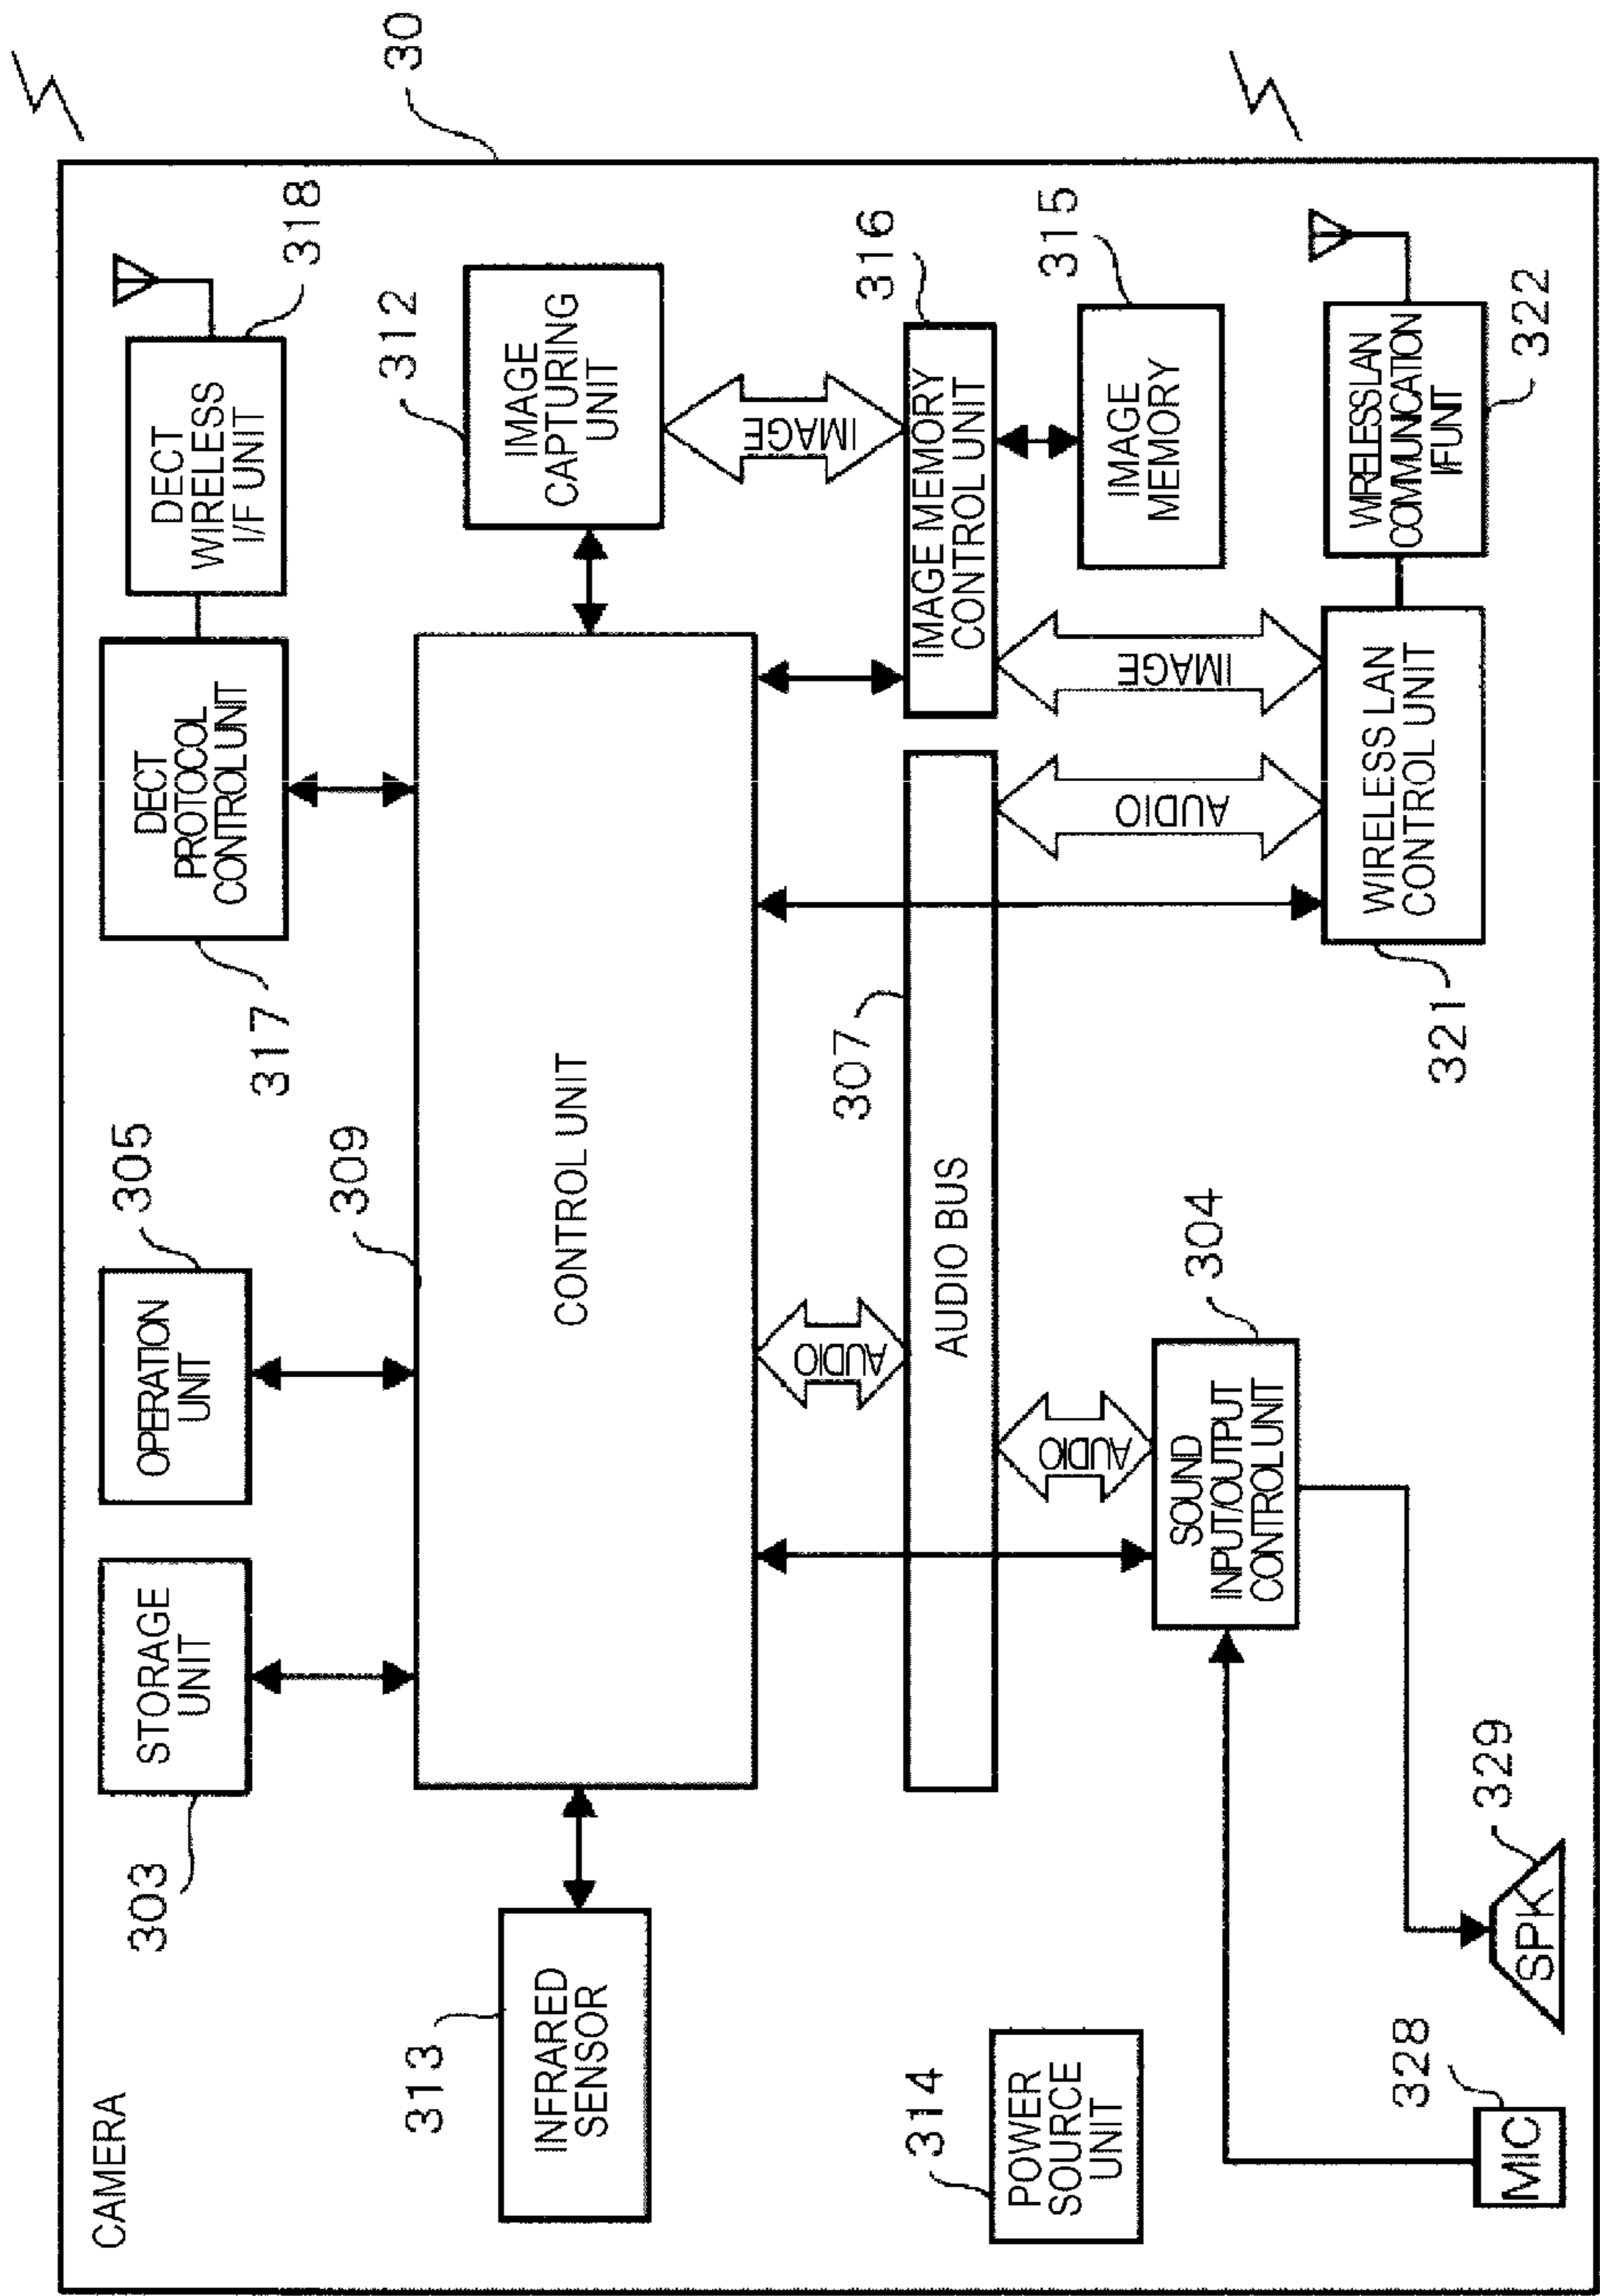 CAMERA
30
303
STORAGE
UNIT
305
OPERATION
UNIT
317
DECT
PROTOCOL
CONTROL UNIT
DECT
WIRELESS
I/F UNIT
318
309
CONTROL UNIT
313
INFRARED
SENSOR
312
IMAGE
CAPTURING
UNIT
IMAGE
AUDIO
307
AUDIO BUS
316
IMAGE MEMORY
CONTROL UNIT
315
IMAGE
MEMORY
314
POWER
SOURCE
UNIT
AUDIO
304
SOUND
INPUT/OUTPUT
CONTROL UNIT
AUDIO
IMAGE
321
WIRELESS LAN
CONTROL UNIT
WIRELESS LAN
COMMUNICATION
I/F UNIT
322
328
MIC
329
SPK